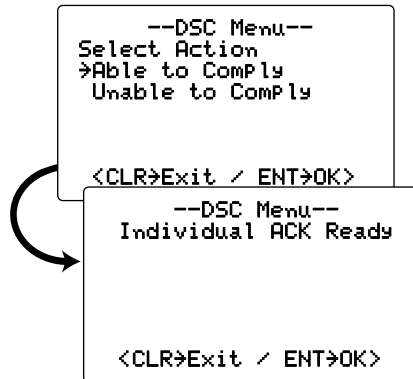 --DSC Menu--
Select Action
→Able to ComPly
Unable to ComPly
<CLR→Exit / ENT→OK>
--DSC Menu--
Individual ACK Ready
<CLR→Exit / ENT→OK>